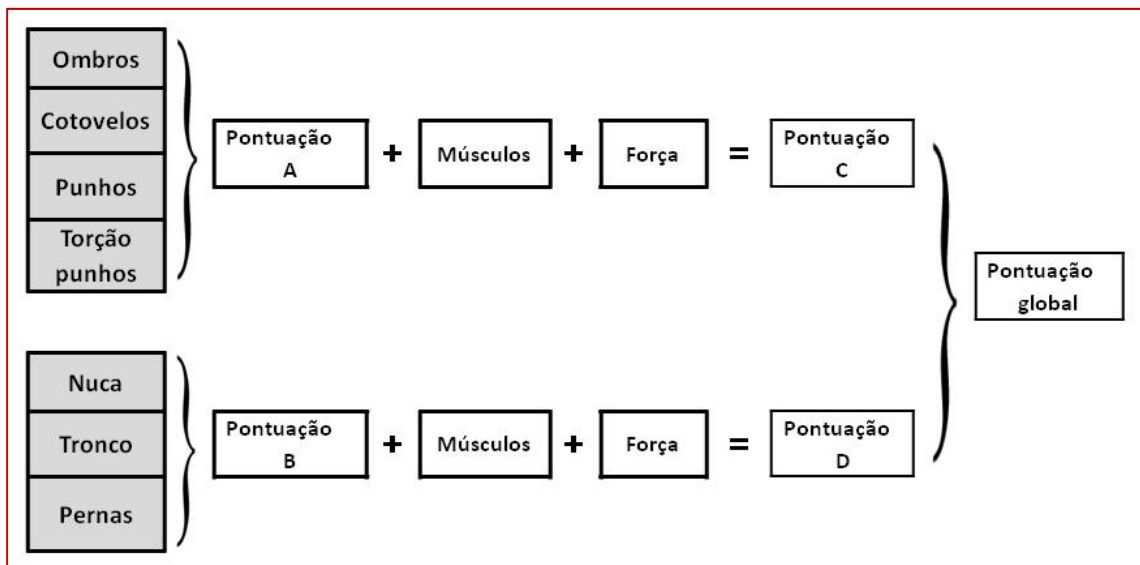 Ombros
Cotovelos
Punhos
Torção
punhos
Pontuação
A
+
Músculos
+
Força
=
Pontuação
C
Pontuação
global
Nuca
Tronco
Pernas
Pontuação
B
+
Músculos
+
Força
=
Pontuação
D